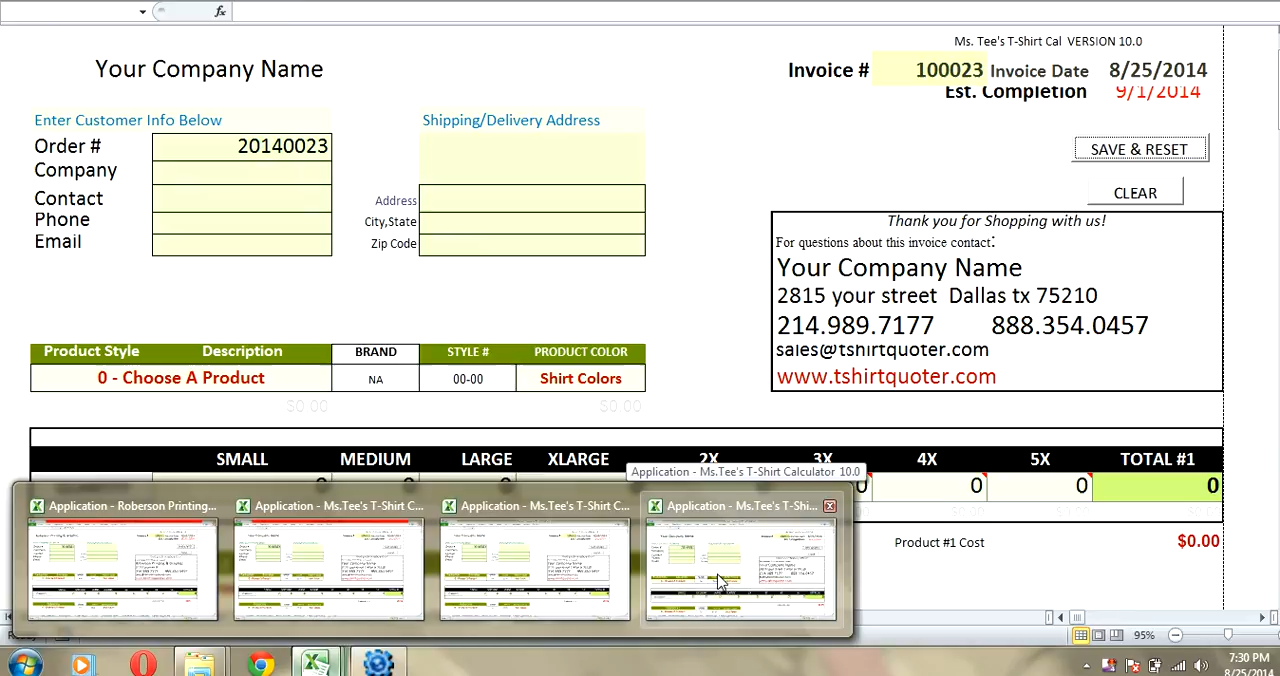 fx
Ms. Tee's T-Shirt Cal VERSION 10.0
Your Company Name
Invoice # 100023 Invoice Date 8/25/2014
Est. Completion 9/1/2014
Enter Customer Info Below
Shipping/Delivery Address
Order # 20140023
SAVE & RESET
Company
Contact
Address
CLEAR
Phone
City,State
Email
Zip Code
Thank you for Shopping with us!
For questions about this invoice contact:
Your Company Name
2815 your street Dallas tx 75210
214.989.7177 888.354.0457
sales@tshirtquoter.com
www.tshirtquoter.com
Product Style Description BRAND STYLE # PRODUCT COLOR
0 - Choose A Product NA 00-00 Shirt Colors
$0.00 $0.00
SMALL MEDIUM LARGE XLARGE 2X 3X 4X 5X TOTAL #1
Application - Ms.Tee's T-Shirt Calculator 10.0
0 0 0 0
Application - Roberson Printing...
Application - Ms.Tee's T-Shirt C...
Application - Ms.Tee's T-Shirt C...
Application - Ms.Tee's T-Shi...
Product #1 Cost $0.00
95%
7:30 PM
8/25/2014